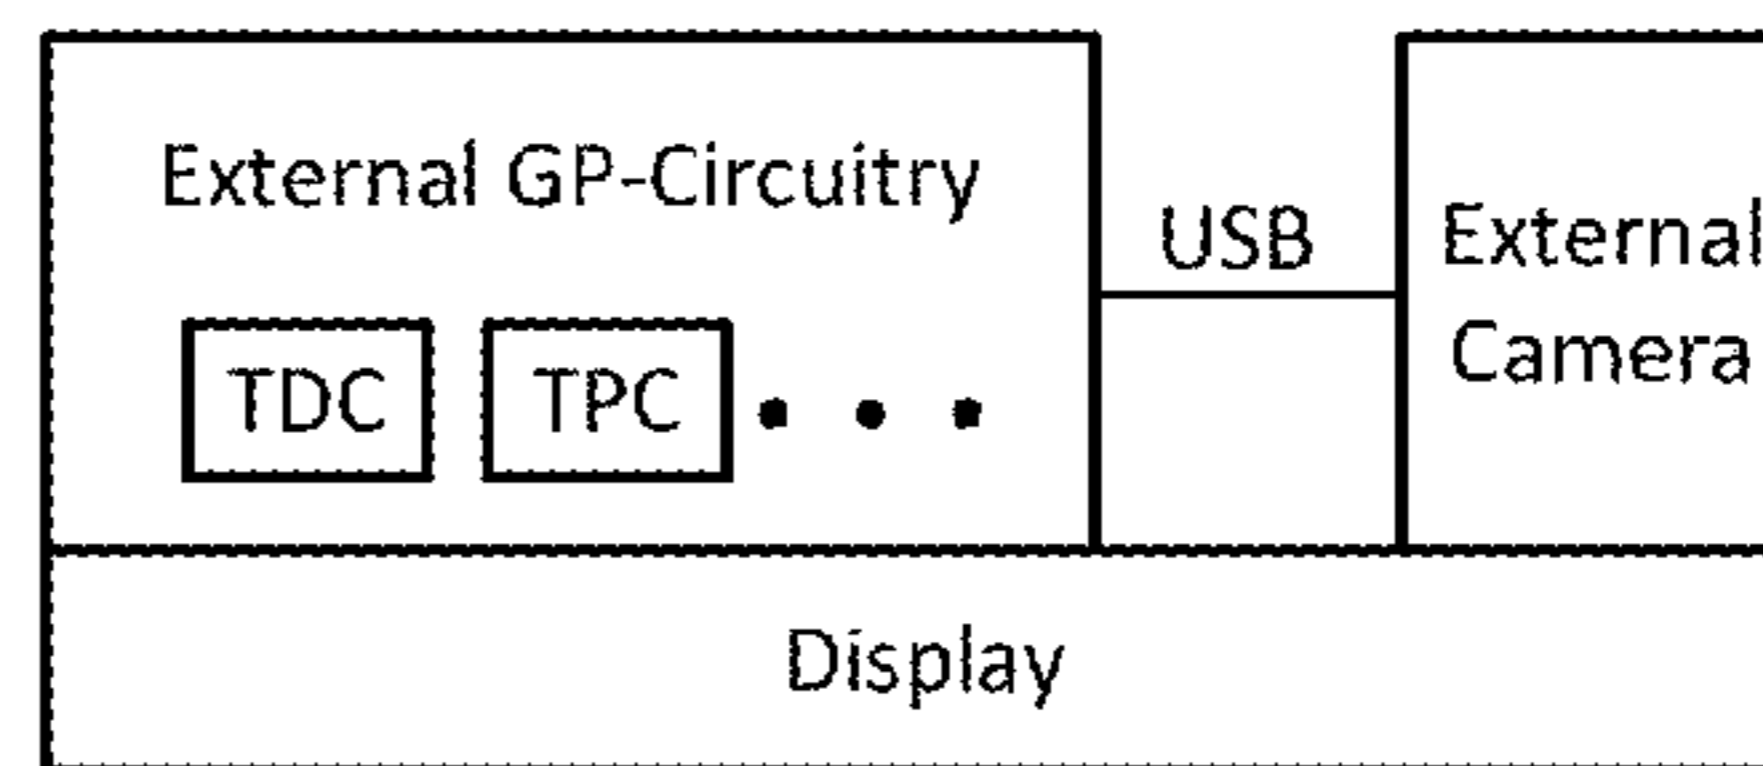 External GP-Circuitry
USB
External
Camera
TDC
TPC
Display